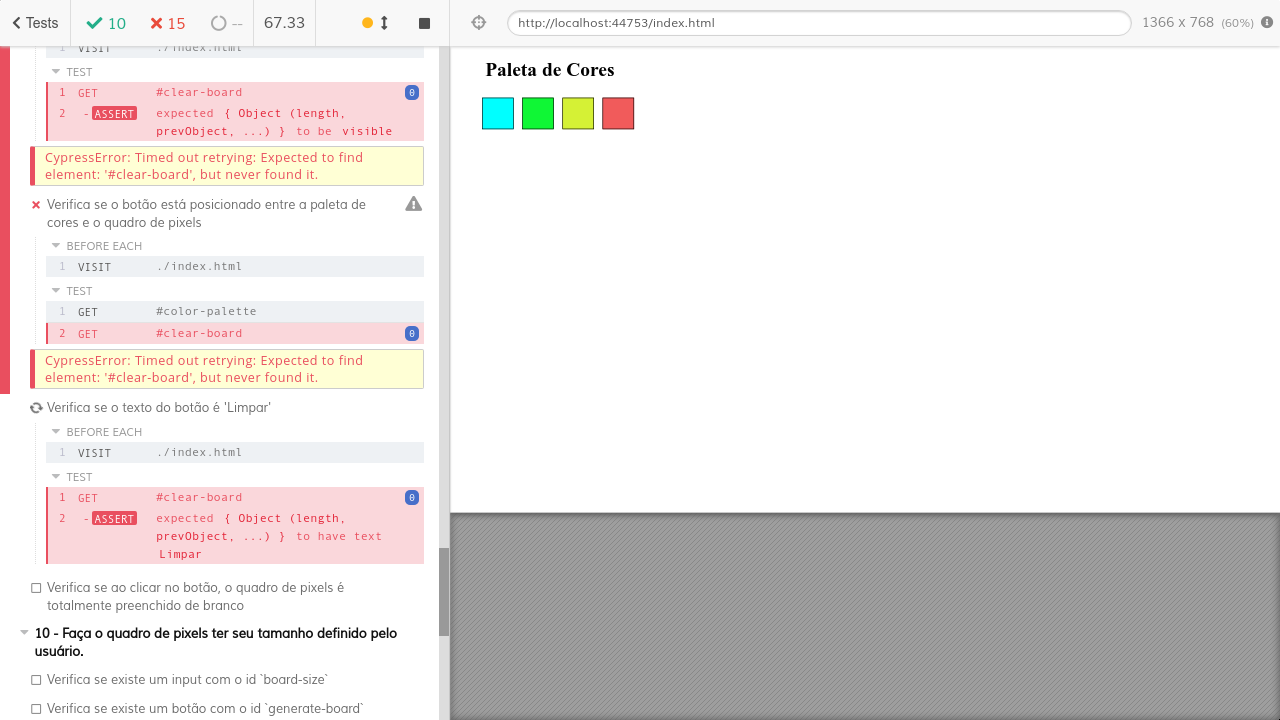 Tests 10 15 -- 67.33
http://localhost:44753/index.html 1366 x 768 (60%)
1 VISIT ./index.html
TEST
1 GET #clear-board 0
2 -ASSERT expected { Object (length,
prevObject, ...) } to be visible
CypressError: Timed out retrying: Expected to find
element: '#clear-board', but never found it.
Verifica se o botão está posicionado entre a paleta de
cores e o quadro de pixels
BEFORE EACH
1 VISIT ./index.html
TEST
1 GET #color-palette
2 GET #clear-board 0
CypressError: Timed out retrying: Expected to find
element: '#clear-board', but never found it.
Verifica se o texto do botão é 'Limpar'
BEFORE EACH
1 VISIT ./index.html
TEST
1 GET #clear-board 0
2 -ASSERT expected { Object (length,
prevObject, ...) } to have text
Limpar
Verifica se ao clicar no botão, o quadro de pixels é
totalmente preenchido de branco
10 - Faça o quadro de pixels ter seu tamanho definido pelo
usuário.
Verifica se existe um input com o id `board-size`
Verifica se existe um botão com o id `generate-board`
Paleta de Cores